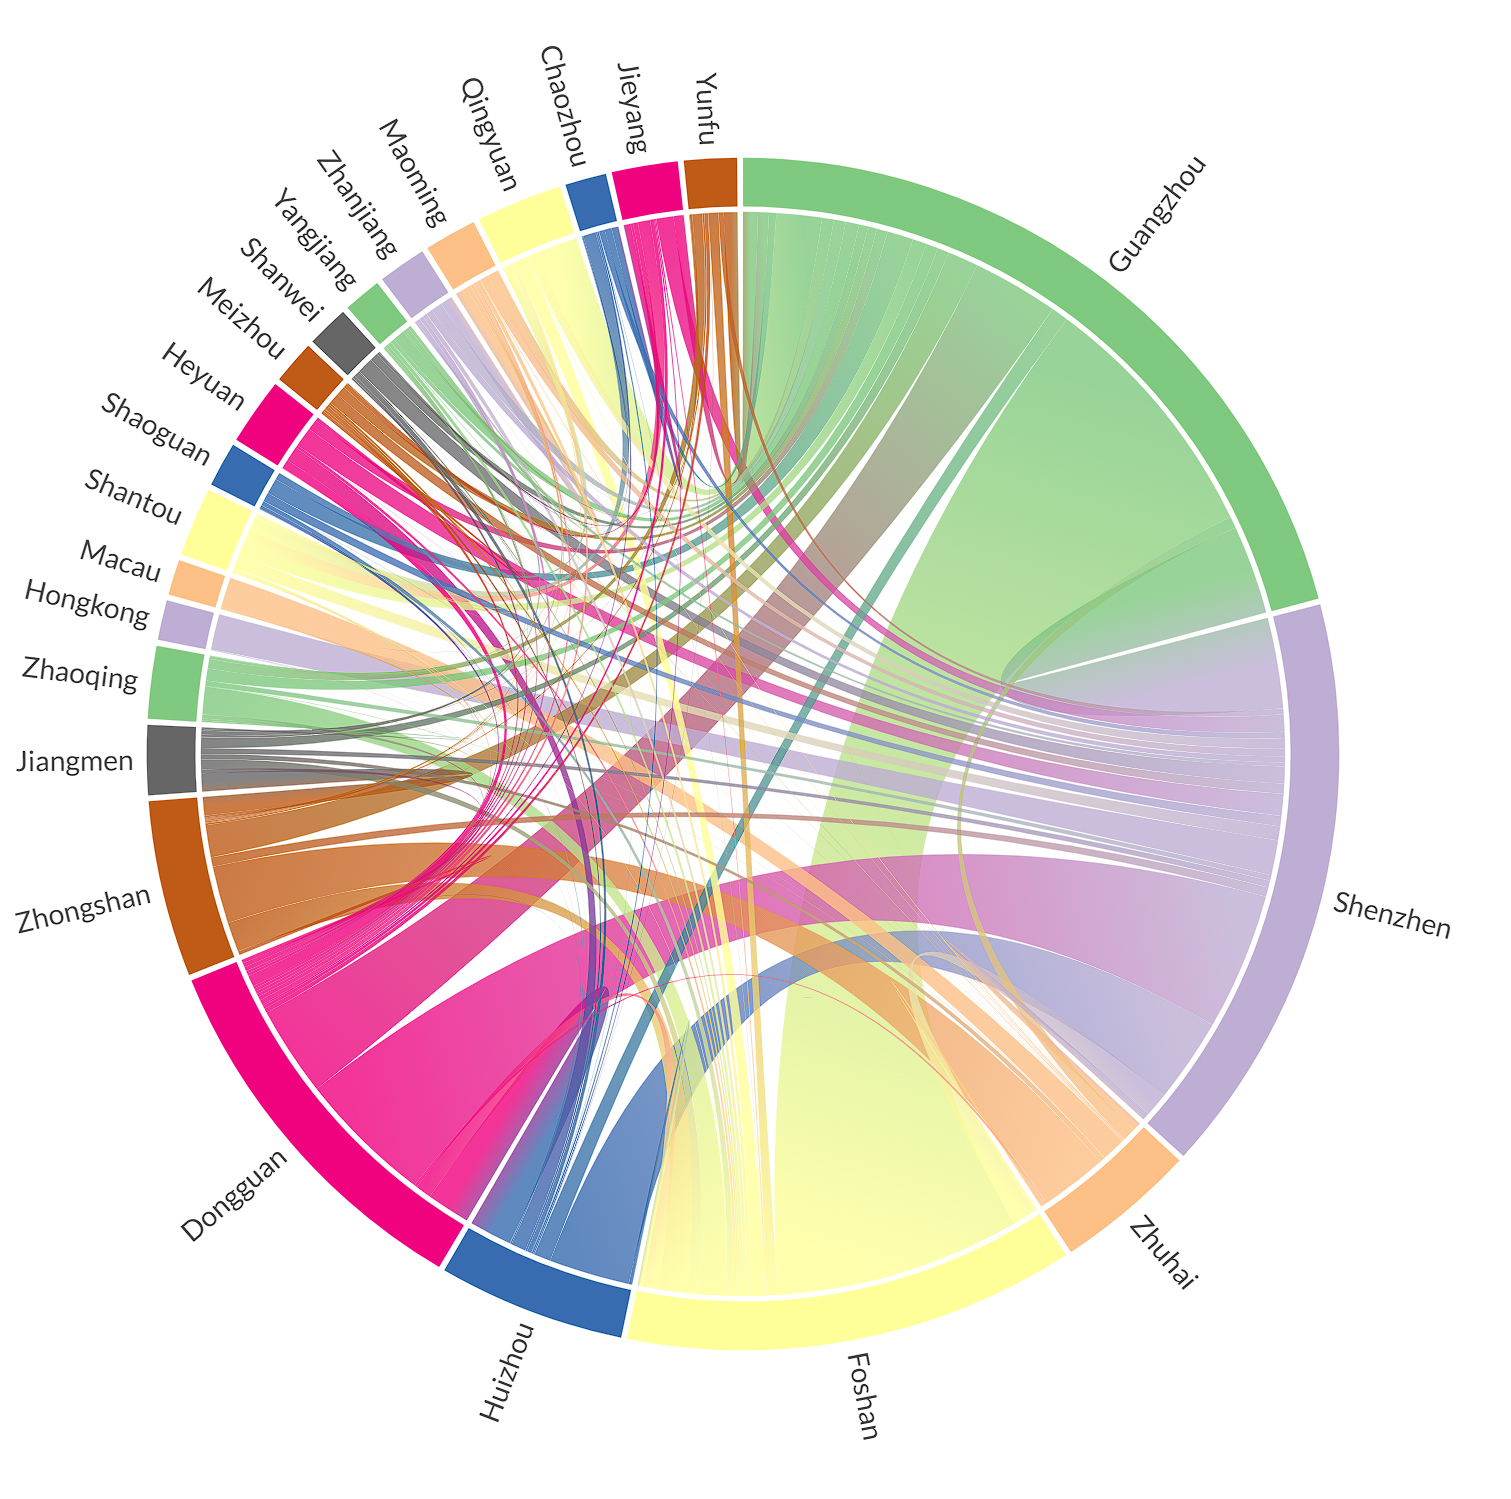 Guangzhou
Shenzhen
Zhuhai
Foshan
Huizhou
Dongguan
Zhongshan
Jiangmen
Zhaoqing
Hongkong
Macau
Shantou
Shaoguan
Heyuan
Meizhou
Shanwei
Yangjiang
Zhanjiang
Maoming
Qingyuan
Chaozhou
Jieyang
Yunfu